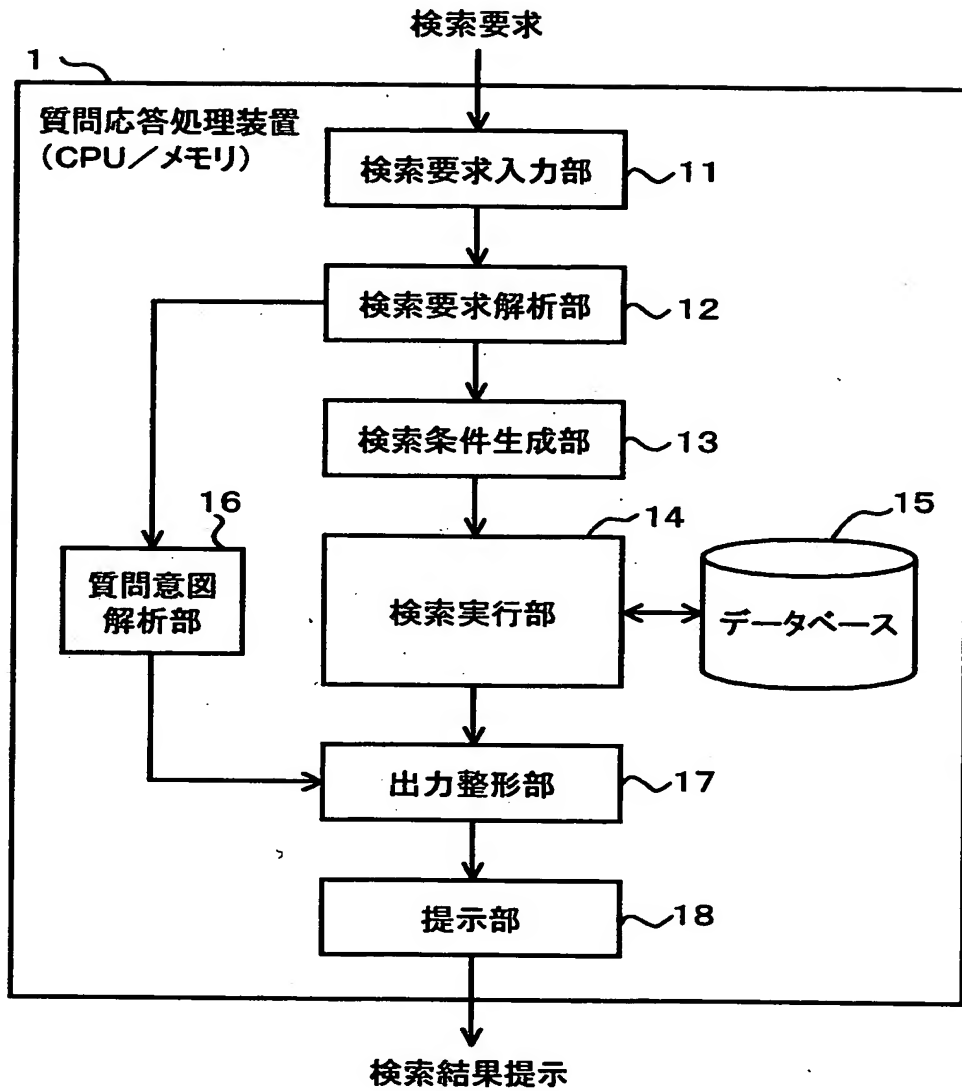 検索要求
1
質問応答処理装置
(CPU/メモリ)
検索要求入力部
11
検索要求解析部
12
検索条件生成部
13
16
質問意図
解析部
14
検索実行部
15
データベース
出力整形部
17
提示部
18
検索結果提示